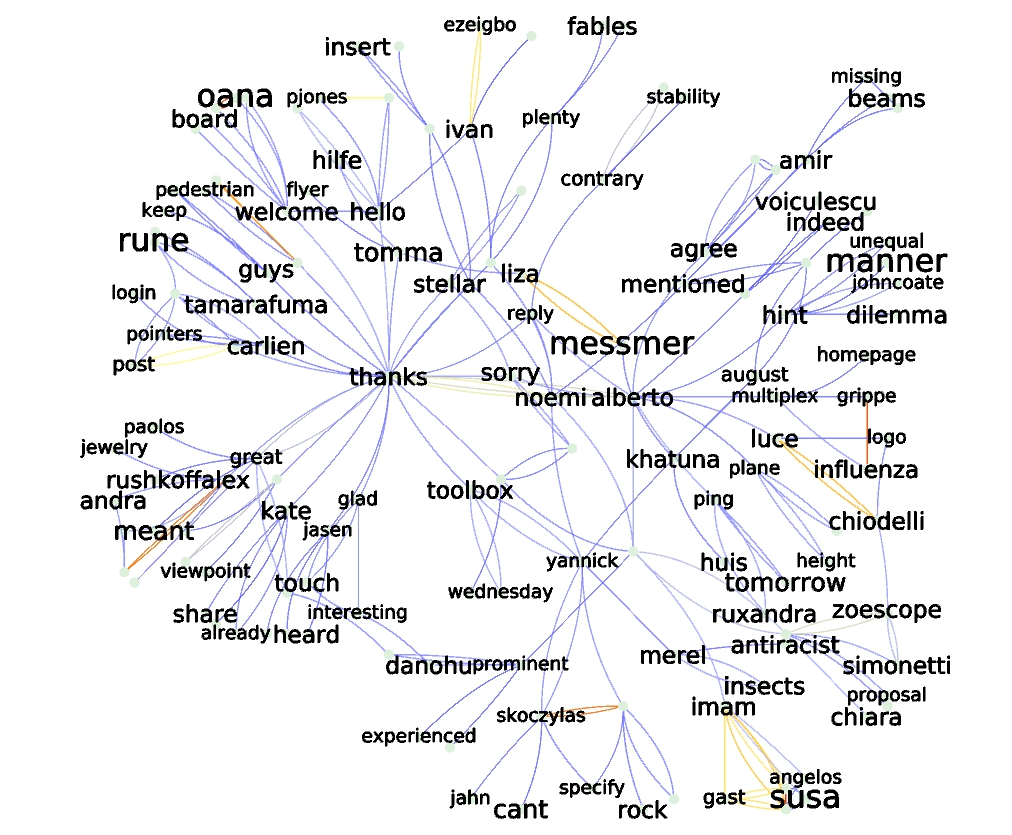 ezeigbo
fables
insert
missing
beams
oana
pjones
stability
board
ivan
plenty
hilfe
amir
contrary
pedestrian
flyer
voiculescu
keep
welcome
hello
indeed
rune
unequal
tomma
agree
manner
guys
stellar
liza
mentioned
johncoate
login
tamarafuma
reply
hint
dilemma
pointers
carlien
messmer
homepage
post
thanks
sorry
august
noemi
alberto
multiplex
grippe
paolos
luce
logo
jewelry
great
khatuna
plane
influenza
rushkoffalex
toolbox
andra
glad
ping
kate
chiodelli
meant
jasen
viewpoint
yannick
huis
height
touch
wednesday
tomorrow
share
interesting
ruxandra
zoescope
already
heard
antiracist
danohu
prominent
merel
simonetti
insects
proposal
imam
skoczylas
chiara
experienced
angelos
jahn
specify
gast
susa
cant
rock